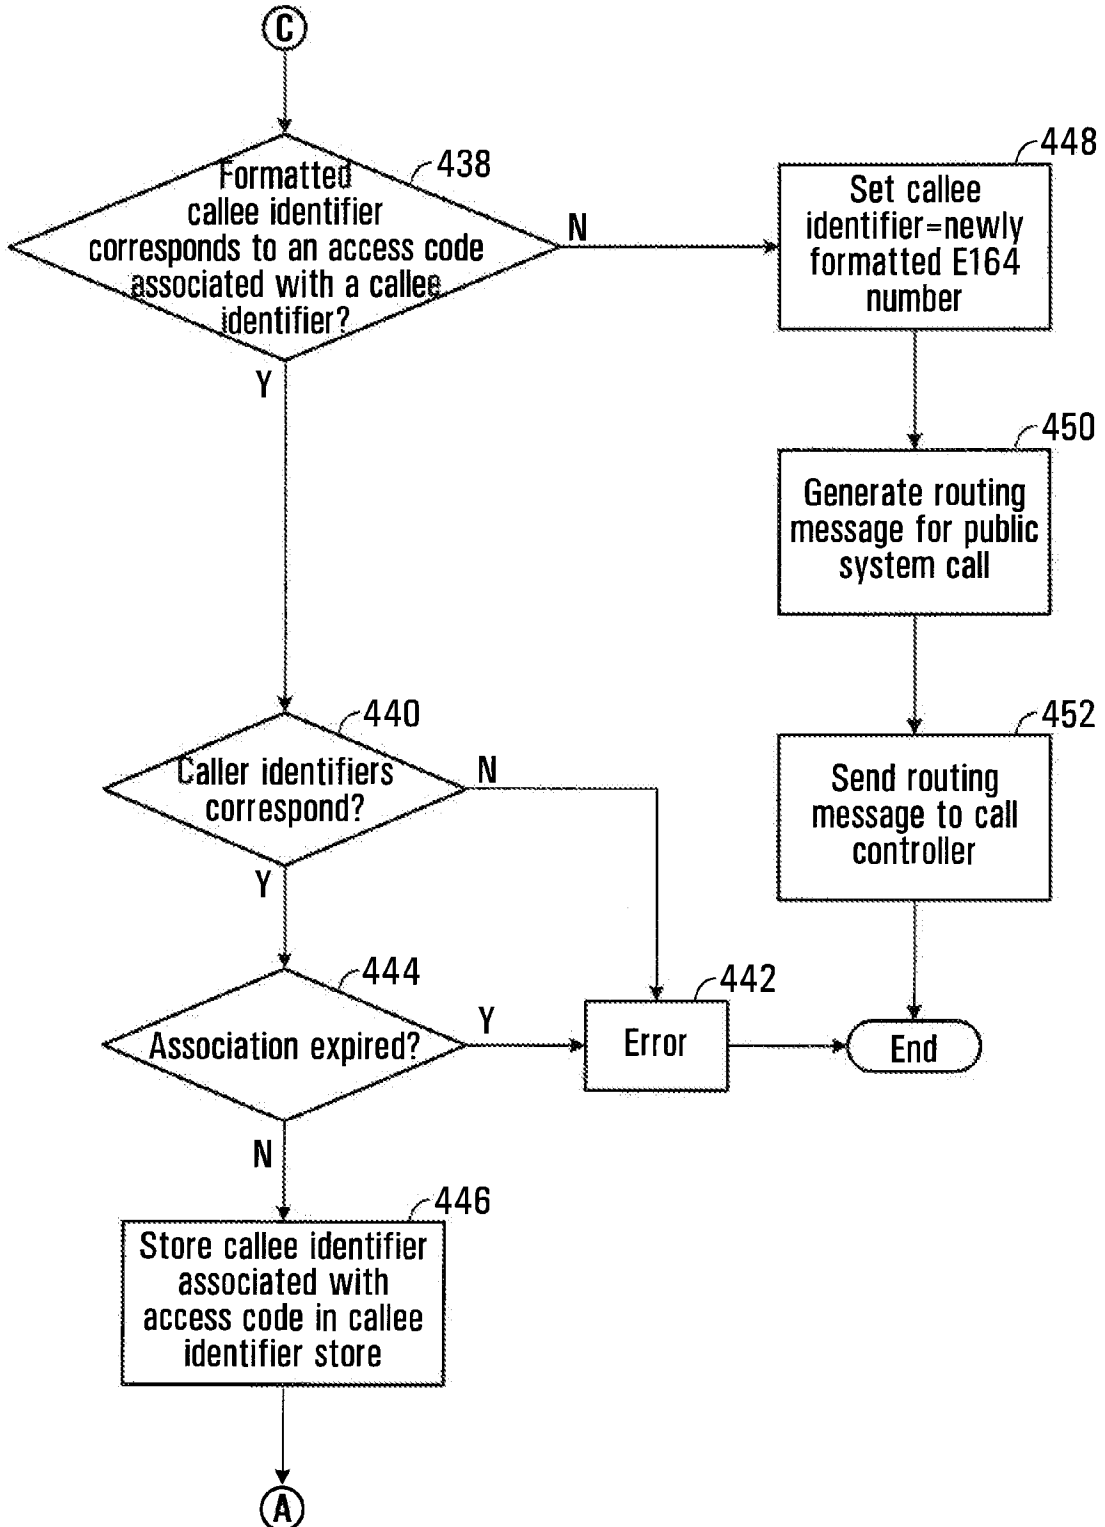 C
438
Formatted
callee identifier
corresponds to an access code
associated with a callee
identifier?
N
Y
448
Set callee
identifier=newly
formatted E164
number
450
Generate routing
message for public
system call
452
Send routing
message to call
controller
440
Caller identifiers
correspond?
N
Y
444
Association expired?
Y
N
442
Error
End
446
Store callee identifier
associated with
access code in callee
identifier store
A